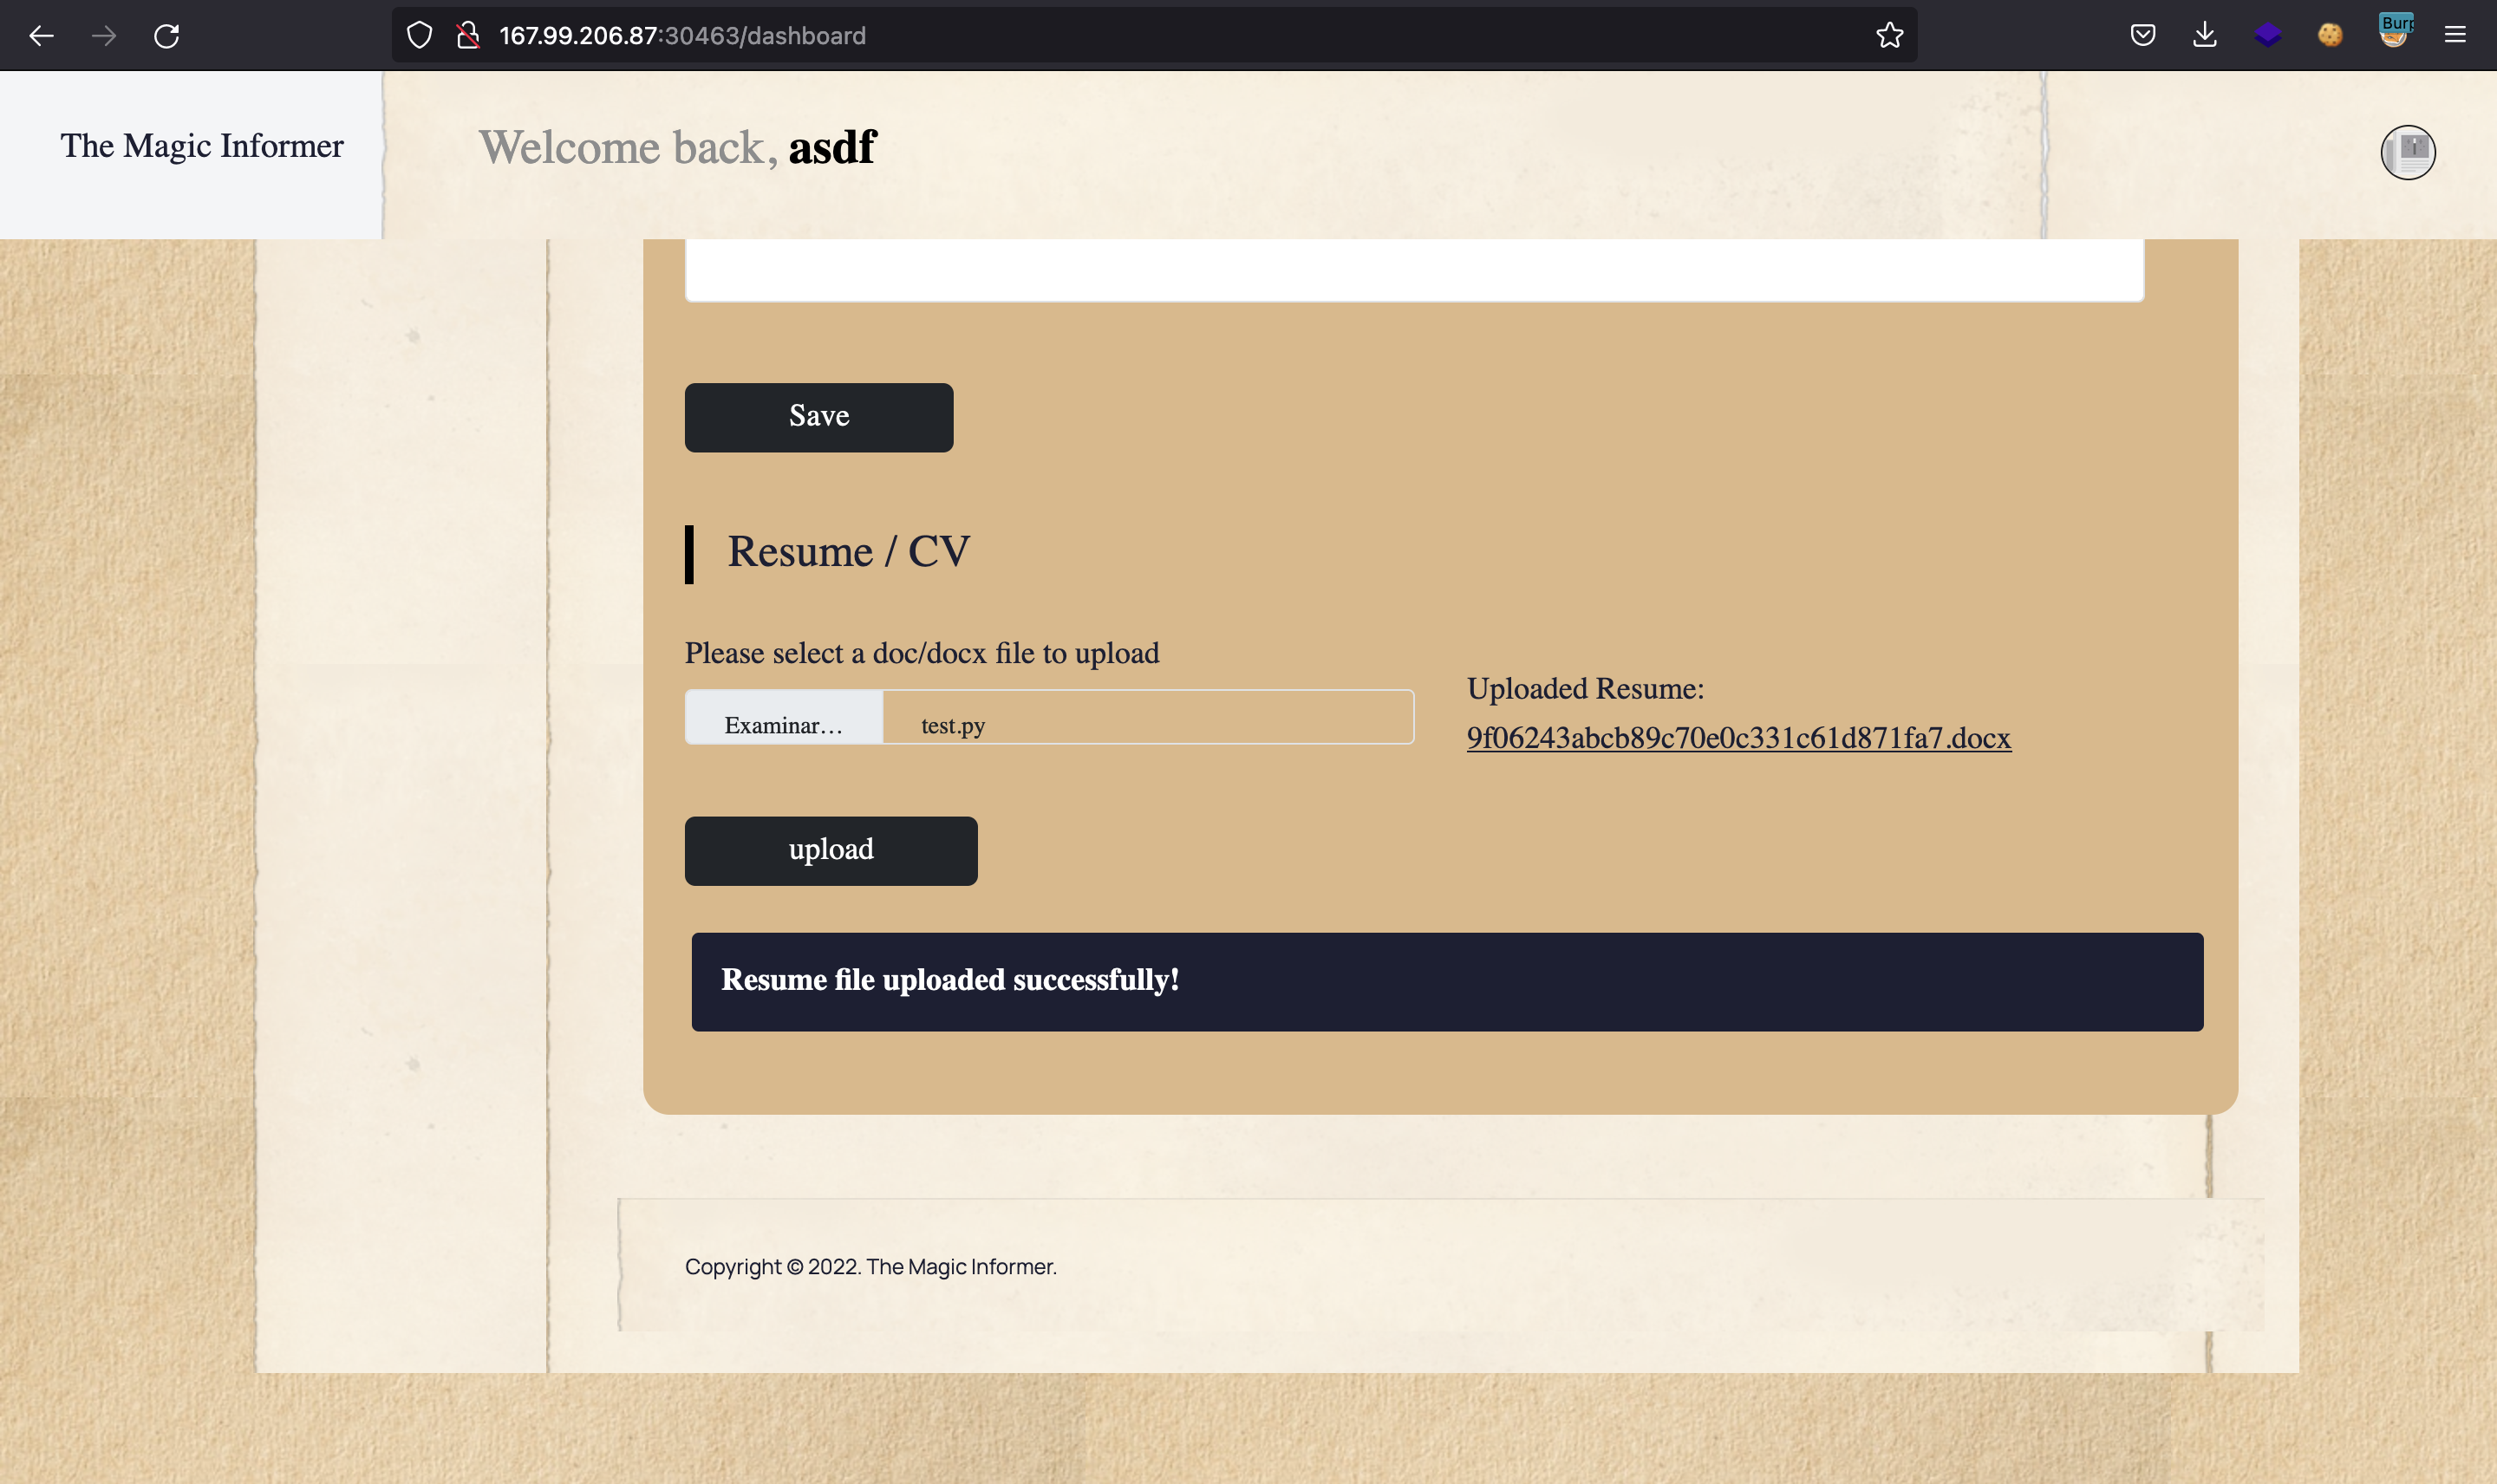 167.99.206.87:30463/dashboard
Burp
The Magic Informer
Welcome back, asdf
Save
Resume / CV
Please select a doc/docx file to upload
Examinar… test.py
Uploaded Resume:
9f06243abcb89c70e0c331c61d871fa7.docx
upload
Resume file uploaded successfully!
Copyright © 2022. The Magic Informer.